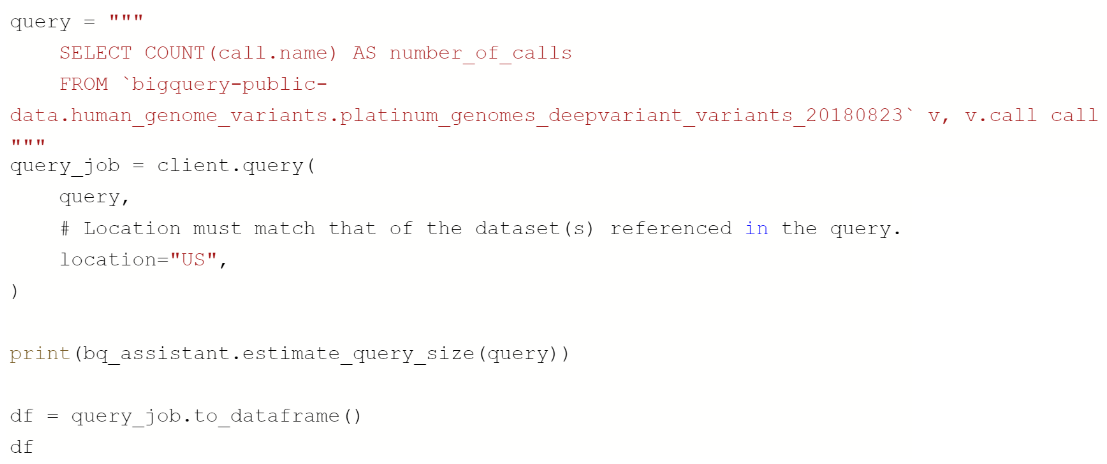 query = """
    SELECT COUNT(call.name) AS number_of_calls
    FROM `bigquery-public-
data.human_genome_variants.platinum_genomes_deepvariant_variants_20180823` v, v.call call
"""
query_job = client.query(
    query,
    # Location must match that of the dataset(s) referenced in the query.
    location="US",
)

print(bq_assistant.estimate_query_size(query))

df = query_job.to_dataframe()
df